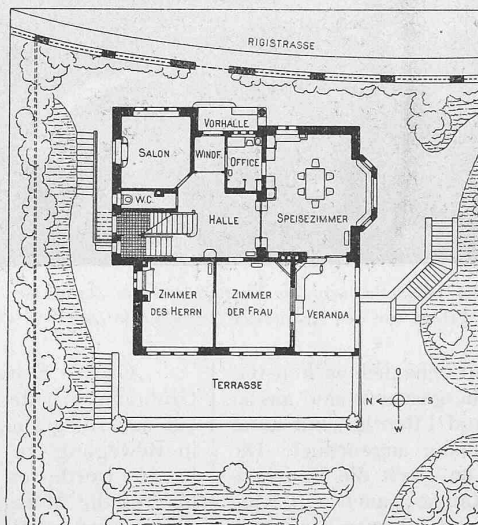 RIGISTRASSE
VORHALLE
SALON
WINDF.
OFFICE
W.C.
HALLE
SPEISEZIMMER
ZIMMER
DES HERRN
ZIMMER
DER FRAU
VERANDA
TERRASSE
O
N
S
W